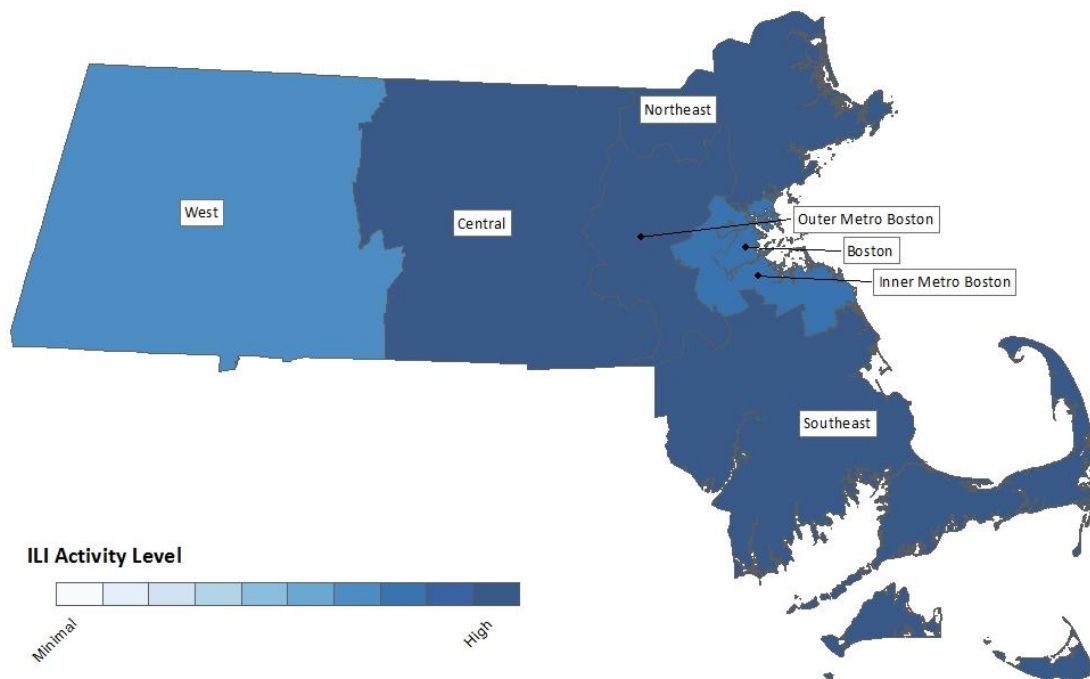 Northeast
West
Central
Outer Metro Boston
Boston
Inner Metro Boston
Southeast
ILI Activity Level
Minimal
High